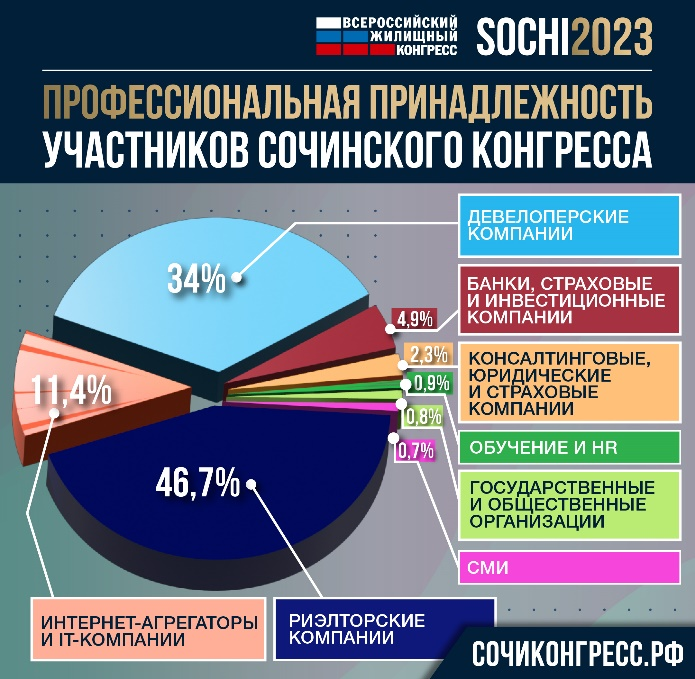 ВСЕРОССИЙСКИЙ
ЖИЛИЩНЫЙ
КОНГРЕСС
SOCHI2023
ПРОФЕССИОНАЛЬНАЯ ПРИНАДЛЕЖНОСТЬ
УЧАСТНИКОВ СОЧИНСКОГО КОНГРЕССА
34%
ДЕВЕЛОПЕРСКИЕ
КОМПАНИИ
4,9%
БАНКИ, СТРАХОВЫЕ
И ИНВЕСТИЦИОННЫЕ
КОМПАНИИ
2,3%
КОНСАЛТИНГОВЫЕ,
ЮРИДИЧЕСКИЕ
И СТРАХОВЫЕ
КОМПАНИИ
0,9%
ОБУЧЕНИЕ И HR
0,8%
ГОСУДАРСТВЕННЫЕ
И ОБЩЕСТВЕННЫЕ
ОРГАНИЗАЦИИ
0,7%
СМИ
11,4%
46,7%
ИНТЕРНЕТ-АГРЕГАТОРЫ
И IT-КОМПАНИИ
РИЭЛТОРСКИЕ
КОМПАНИИ
СОЧИКОНГРЕСС.РФ